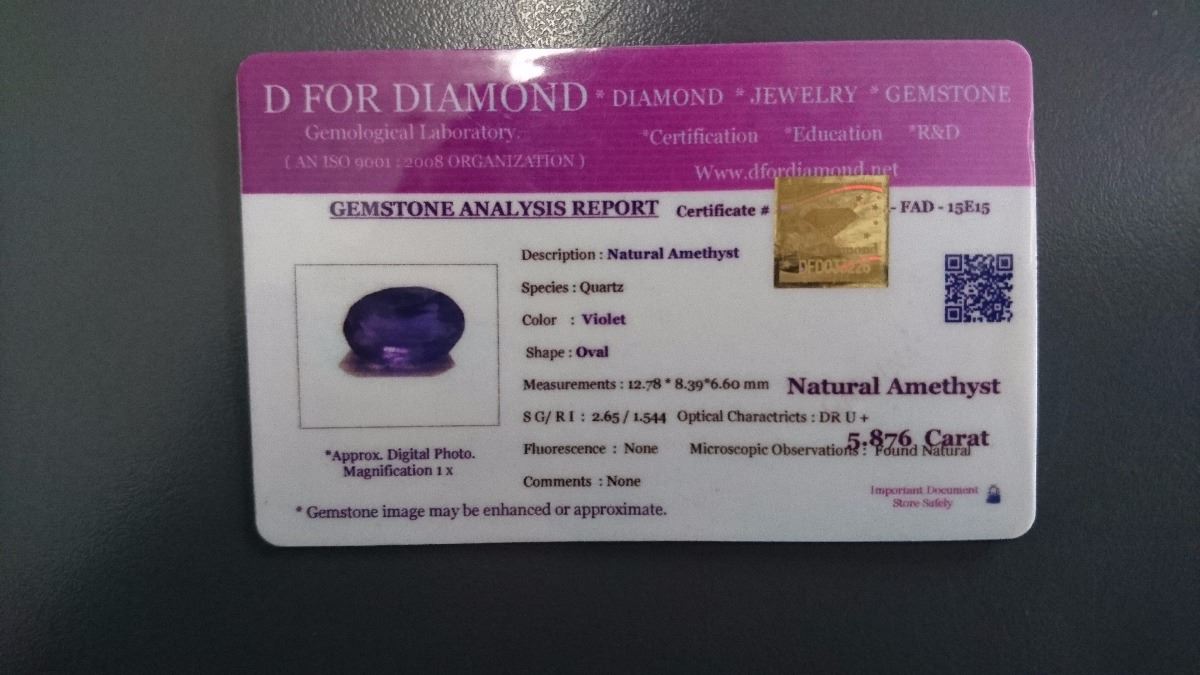 D FOR DIAMOND * DIAMOND * JEWELRY * GEMSTONE
Gemological Laboratory.
*Certification *Education *R&D
( AN ISO 9001 : 2008 ORGANIZATION )
Www.dfordiamond.net
GEMSTONE ANALYSIS REPORT Certificate # - FAD - 15E15
Description : Natural Amethyst
Species : Quartz
Color : Violet
Shape : Oval
Measurements : 12.78 * 8.39*6.60 mm
Natural Amethyst
S G/ R I : 2.65 / 1.544 Optical Charactricts : DR U +
5.876 Carat
Fluorescence : None Microscopic Observations : Found Natural
*Approx. Digital Photo.
Magnification 1 x
Comments : None
Important Document
Store Safely
* Gemstone image may be enhanced or approximate.